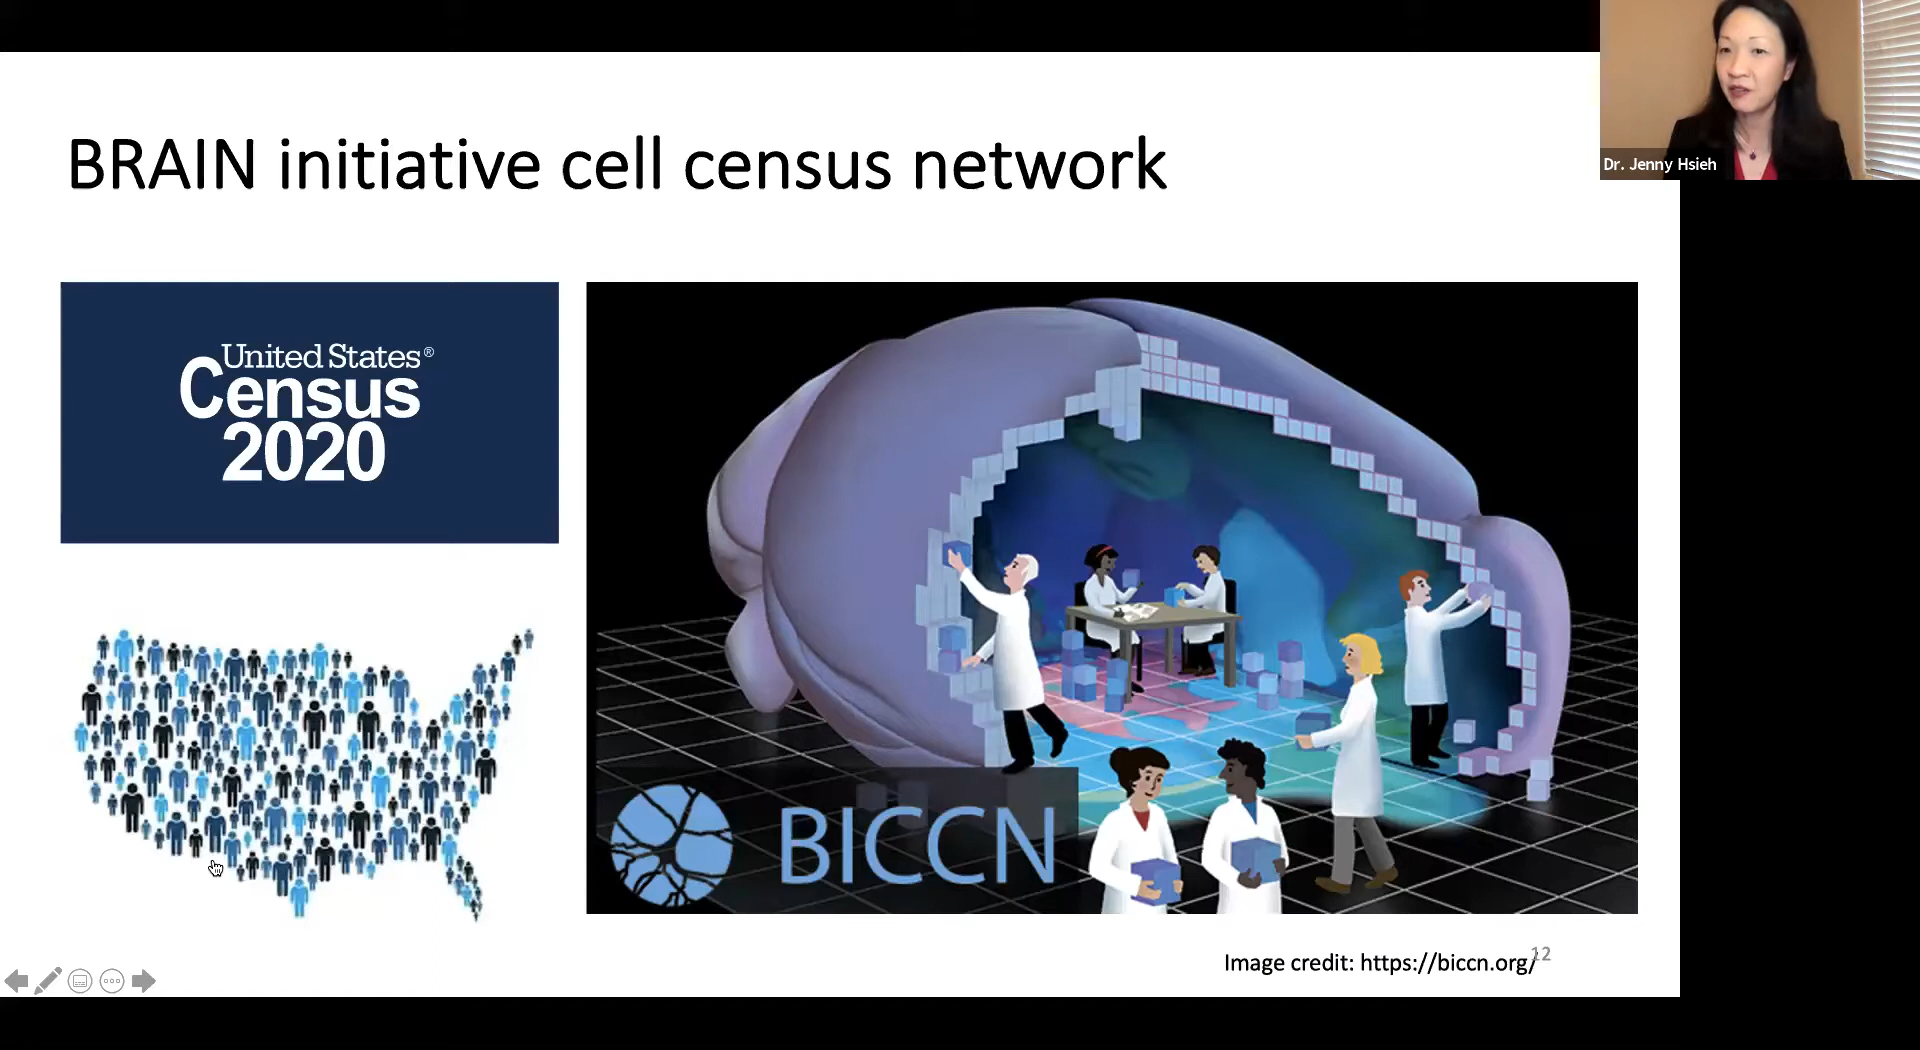 BRAIN initiative cell census network
Dr. Jenny Hsieh
United States®
Census
2020
BICCN
Image credit: https://biccn.org/
12